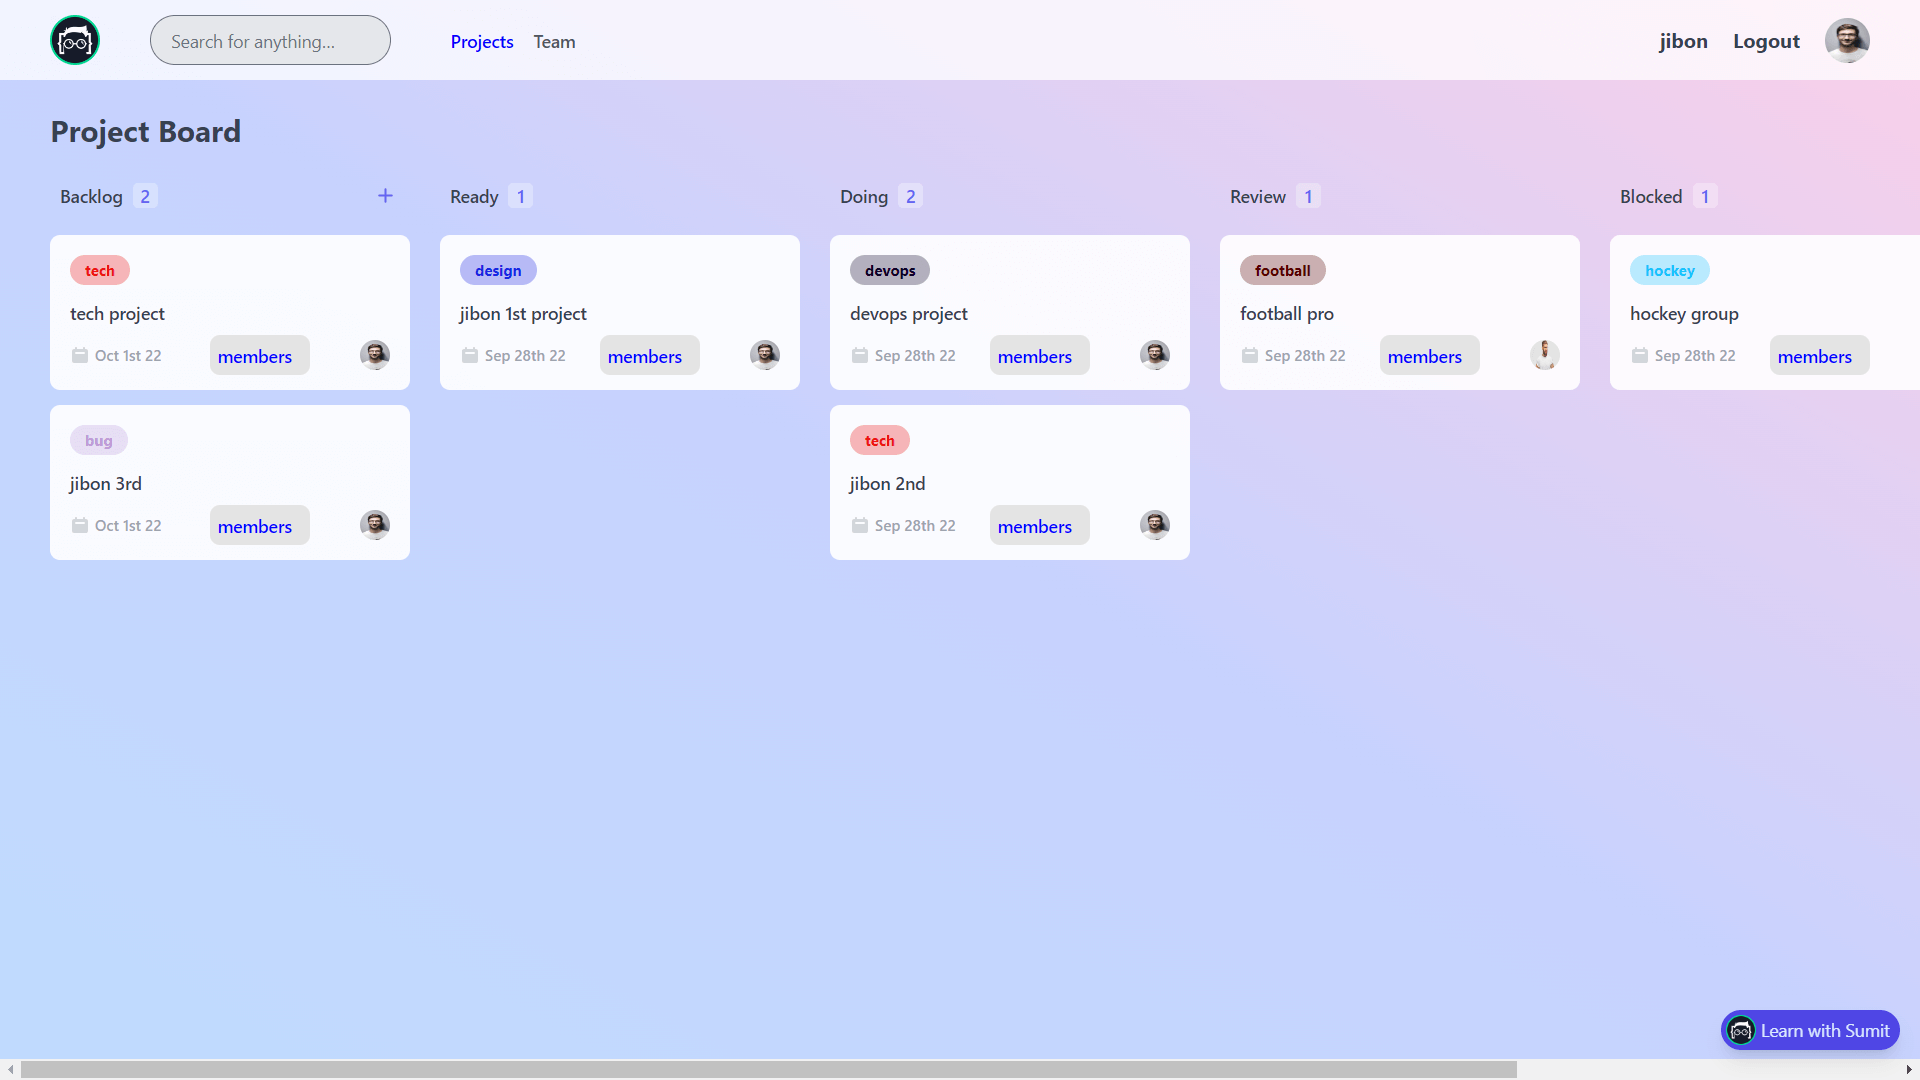 Search for anything...
Projects
Team
jibon
Logout
Project Board
Backlog 2 +
Ready 1
Doing 2
Review 1
Blocked 1
tech
tech project
Oct 1st 22
members
bug
jibon 3rd
Oct 1st 22
members
design
jibon 1st project
Sep 28th 22
members
devops
devops project
Sep 28th 22
members
tech
jibon 2nd
Sep 28th 22
members
football
football pro
Sep 28th 22
members
hockey
hockey group
Sep 28th 22
members
Learn with Sumit